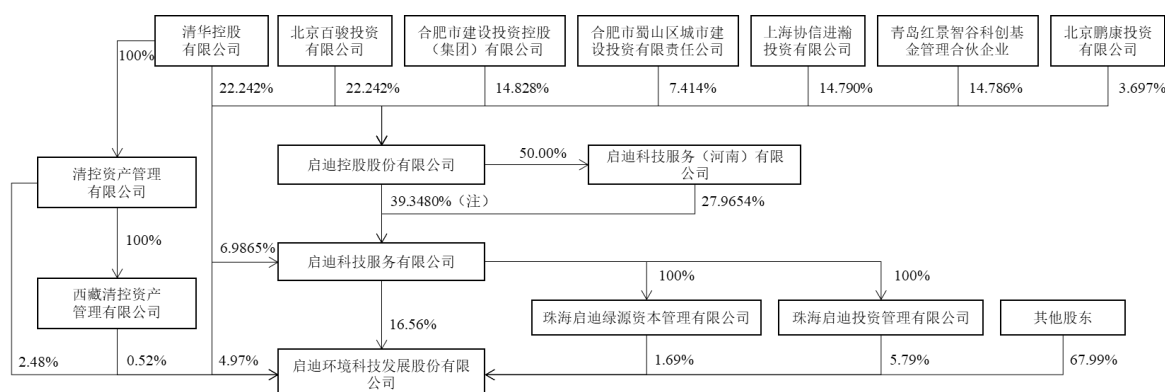 清华控股
有限公司
北京百骏投资
有限公司
合肥市建设投资控股
（集团）有限公司
合肥市蜀山区城市建
设投资有限责任公司
上海协信进瀚
投资有限公司
青岛红景智谷科创基
金管理合伙企业
北京鹏康投资
有限公司
100%
22.242%
22.242%
14.828%
7.414%
14.790%
14.786%
3.697%
清控资产管理
有限公司
启迪控股股份有限公司
50.00%
启迪科技服务（河南）有限
公司
39.3480%（注）
27.9654%
100%
6.9865%
启迪科技服务有限公司
西藏清控资产
管理有限公司
100%
100%
16.56%
珠海启迪绿源资本管理有限公司
珠海启迪投资管理有限公司
其他股东
2.48%
0.52%
4.97%
启迪环境科技发展股份有限
公司
1.69%
5.79%
67.99%